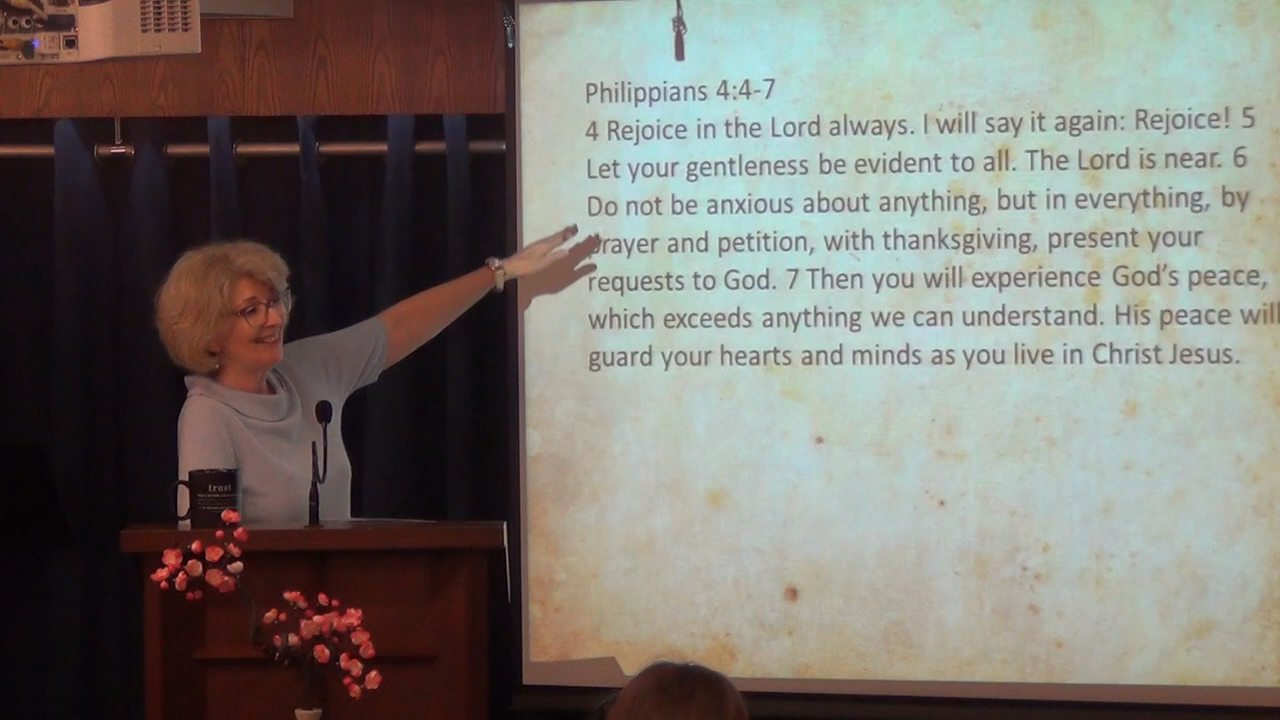 Philippians 4:4-7
4 Rejoice in the Lord always. I will say it again: Rejoice! 5
Let your gentleness be evident to all. The Lord is near. 6
Do not be anxious about anything, but in everything, by
prayer and petition, with thanksgiving, present your
requests to God. 7 Then you will experience God's peace,
which exceeds anything we can understand. His peace will
guard your hearts and minds as you live in Christ Jesus.
trust